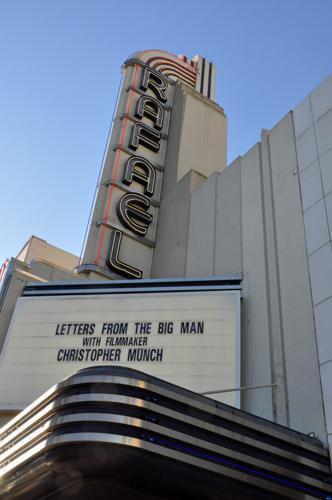 RAFAEL
LETTERS FROM THE BIG MAN
WITH FILMMAKER
CHRISTOPHER MUNCH